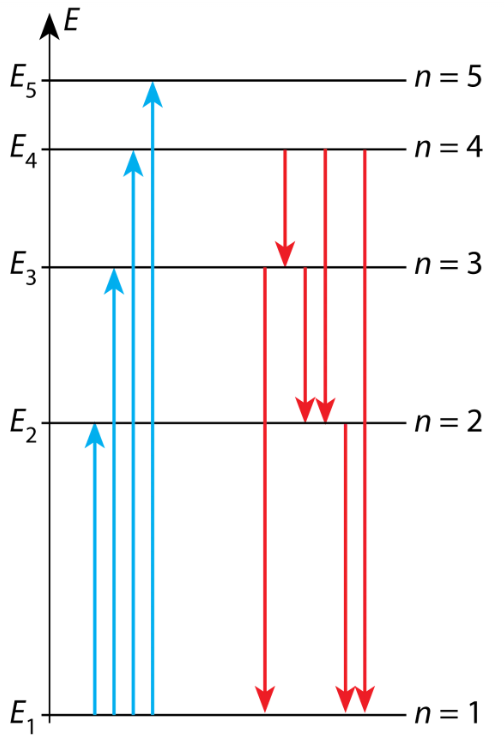 E
E5 n = 5
E4 n = 4
E3 n = 3
E2 n = 2
E1 n = 1